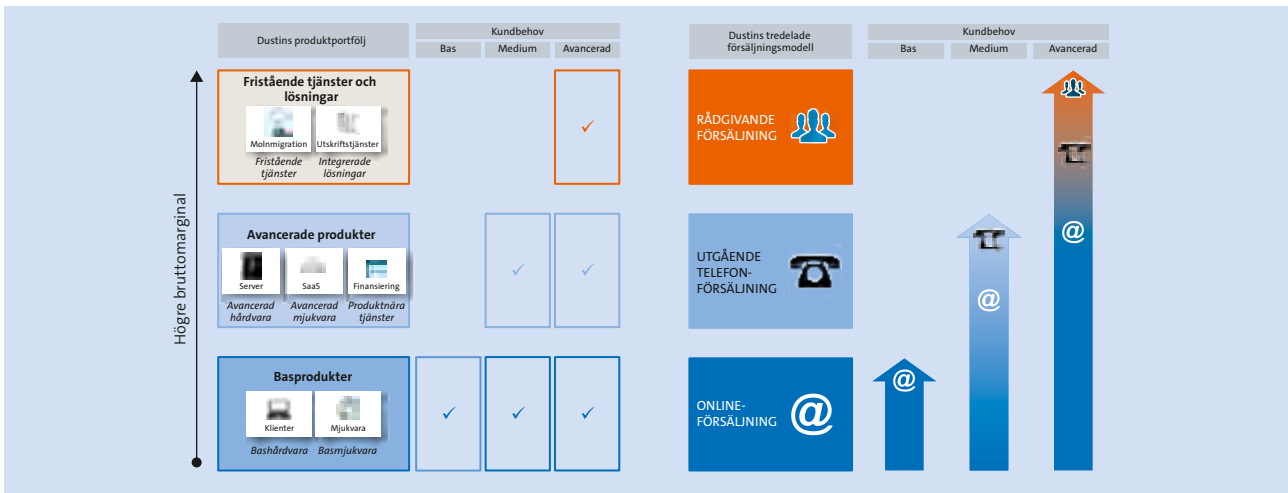 Dustins produktportfölj
Kundbehov
Bas
Medium
Avancerad
Högre bruttomarginal
Fristående tjänster och
lösningar
Molnmigration
Utskriftstjänster
Fristående
tjänster
Integrerade
lösningar
✓
Avancerade produkter
Server
SaaS
Finansiering
Avancerad
hårdvara
Avancerad
mjukvara
Produktnära
tjänster
✓
✓
Basprodukter
Klienter
Mjukvara
Bashårdvara
Basmjukvara
✓
✓
✓
Dustins tredelade
försäljningsmodell
Kundbehov
Bas
Medium
Avancerad
RÅDGIVANDE
FÖRSÄLJNING
UTGÅENDE
TELEFON-
FÖRSÄLJNING
ONLINE-
FÖRSÄLJNING
@
@
@
@